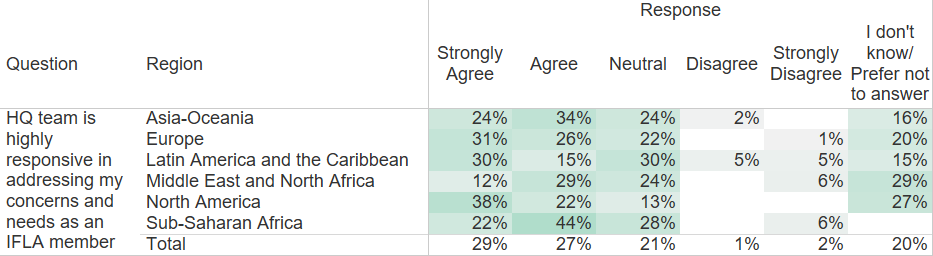 Response
Question Region Strongly Agree Agree Neutral Disagree Strongly Disagree I don't know/ Prefer not to answer
HQ team is Asia-Oceania 24% 34% 24% 2% 16%
highly Europe 31% 26% 22% 1% 20%
responsive in Latin America and the Caribbean 30% 15% 30% 5% 5% 15%
addressing my Middle East and North Africa 12% 29% 24% 6% 29%
concerns and North America 38% 22% 13% 27%
needs as an Sub-Saharan Africa 22% 44% 28% 6%
IFLA member Total 29% 27% 21% 1% 2% 20%